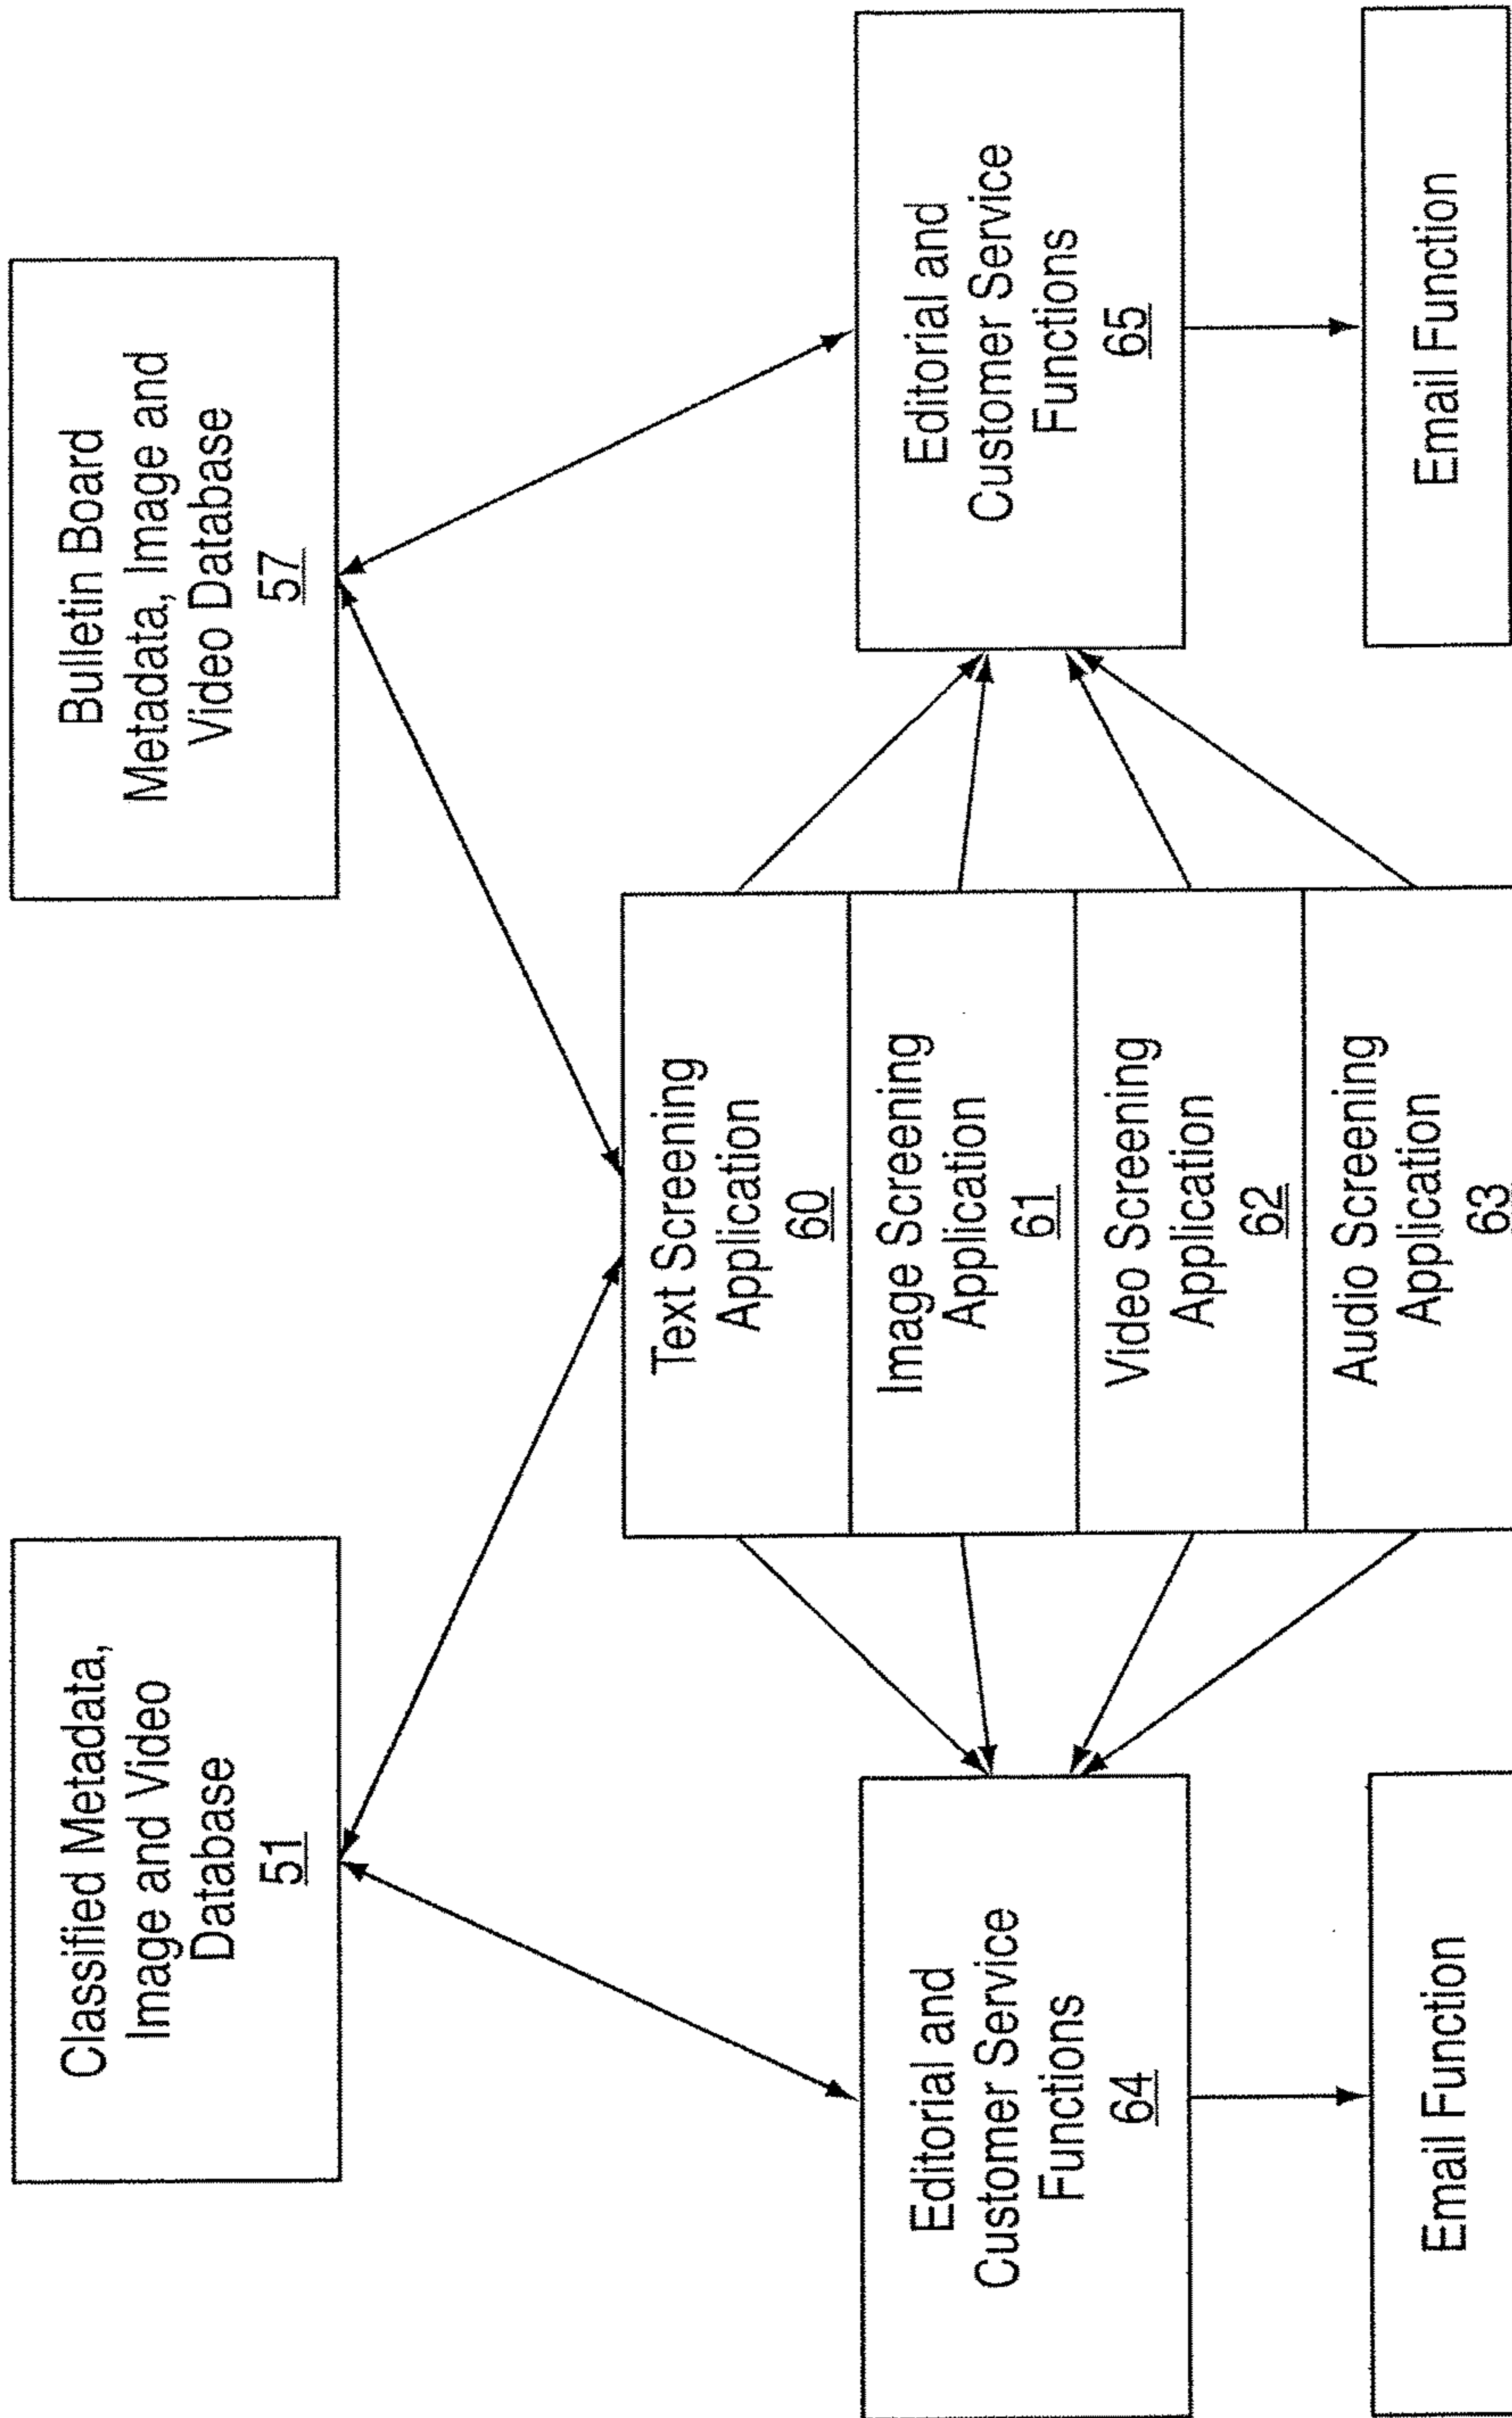 Classified Metadata,
Image and Video
Database
51
Bulletin Board
Metadata, Image and
Video Database
57
Text Screening
Application
60
Image Screening
Application
61
Video Screening
Application
62
Audio Screening
Application
63
Editorial and
Customer Service
Functions
64
Editorial and
Customer Service
Functions
65
Email Function
Email Function